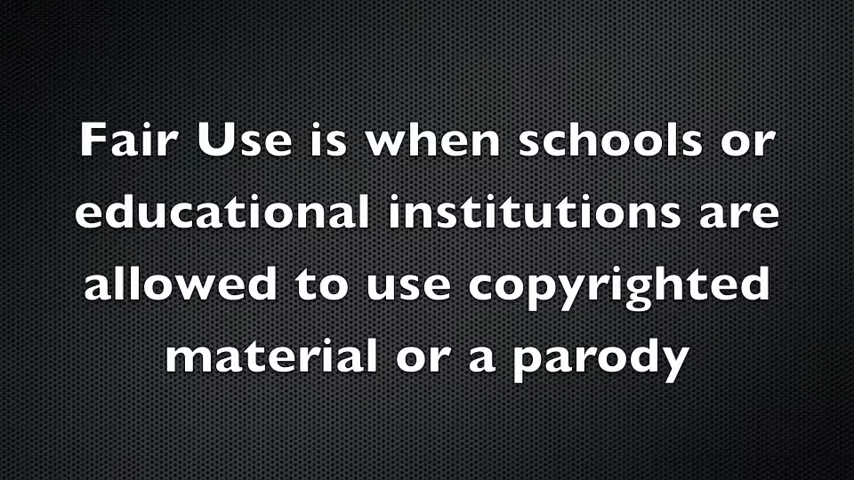 Fair Use is when schools or
educational institutions are
allowed to use copyrighted
material or a parody